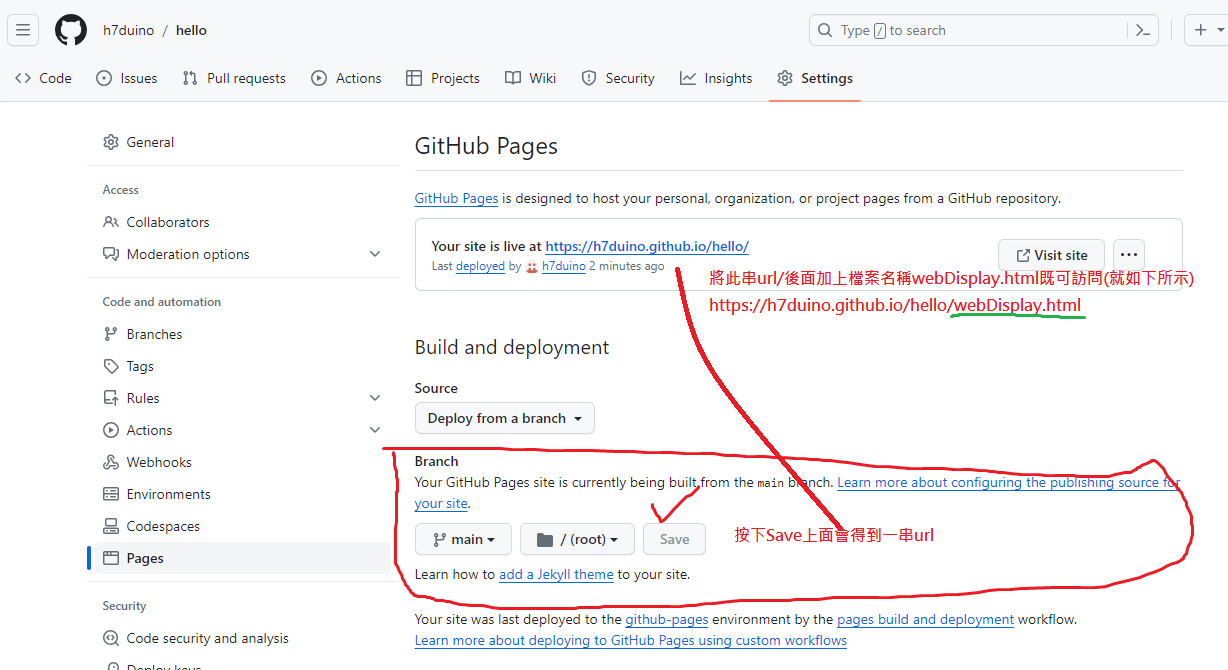 h7duino / hello
Type / to search
Code Issues Pull requests Actions Projects Wiki Security Insights Settings
General
Access
Collaborators
Moderation options
Code and automation
Branches
Tags
Rules
Actions
Webhooks
Environments
Codespaces
Pages
Security
Code security and analysis
Deploy keys
GitHub Pages
GitHub Pages is designed to host your personal, organization, or project pages from a GitHub repository.
Your site is live at https://h7duino.github.io/hello/
Last deployed by h7duino 2 minutes ago
Visit site
將此串url/後面加上檔案名稱webDisplay.html既可訪問(就如下所示)
https://h7duino.github.io/hello/webDisplay.html
Build and deployment
Source
Deploy from a branch
Branch
Your GitHub Pages site is currently being built from the main branch. Learn more about configuring the publishing source for
your site.
main / (root) Save
按下Save上面會得到一串url
Learn how to add a Jekyll theme to your site.
Your site was last deployed to the github-pages environment by the pages build and deployment workflow.
Learn more about deploying to GitHub Pages using custom workflows